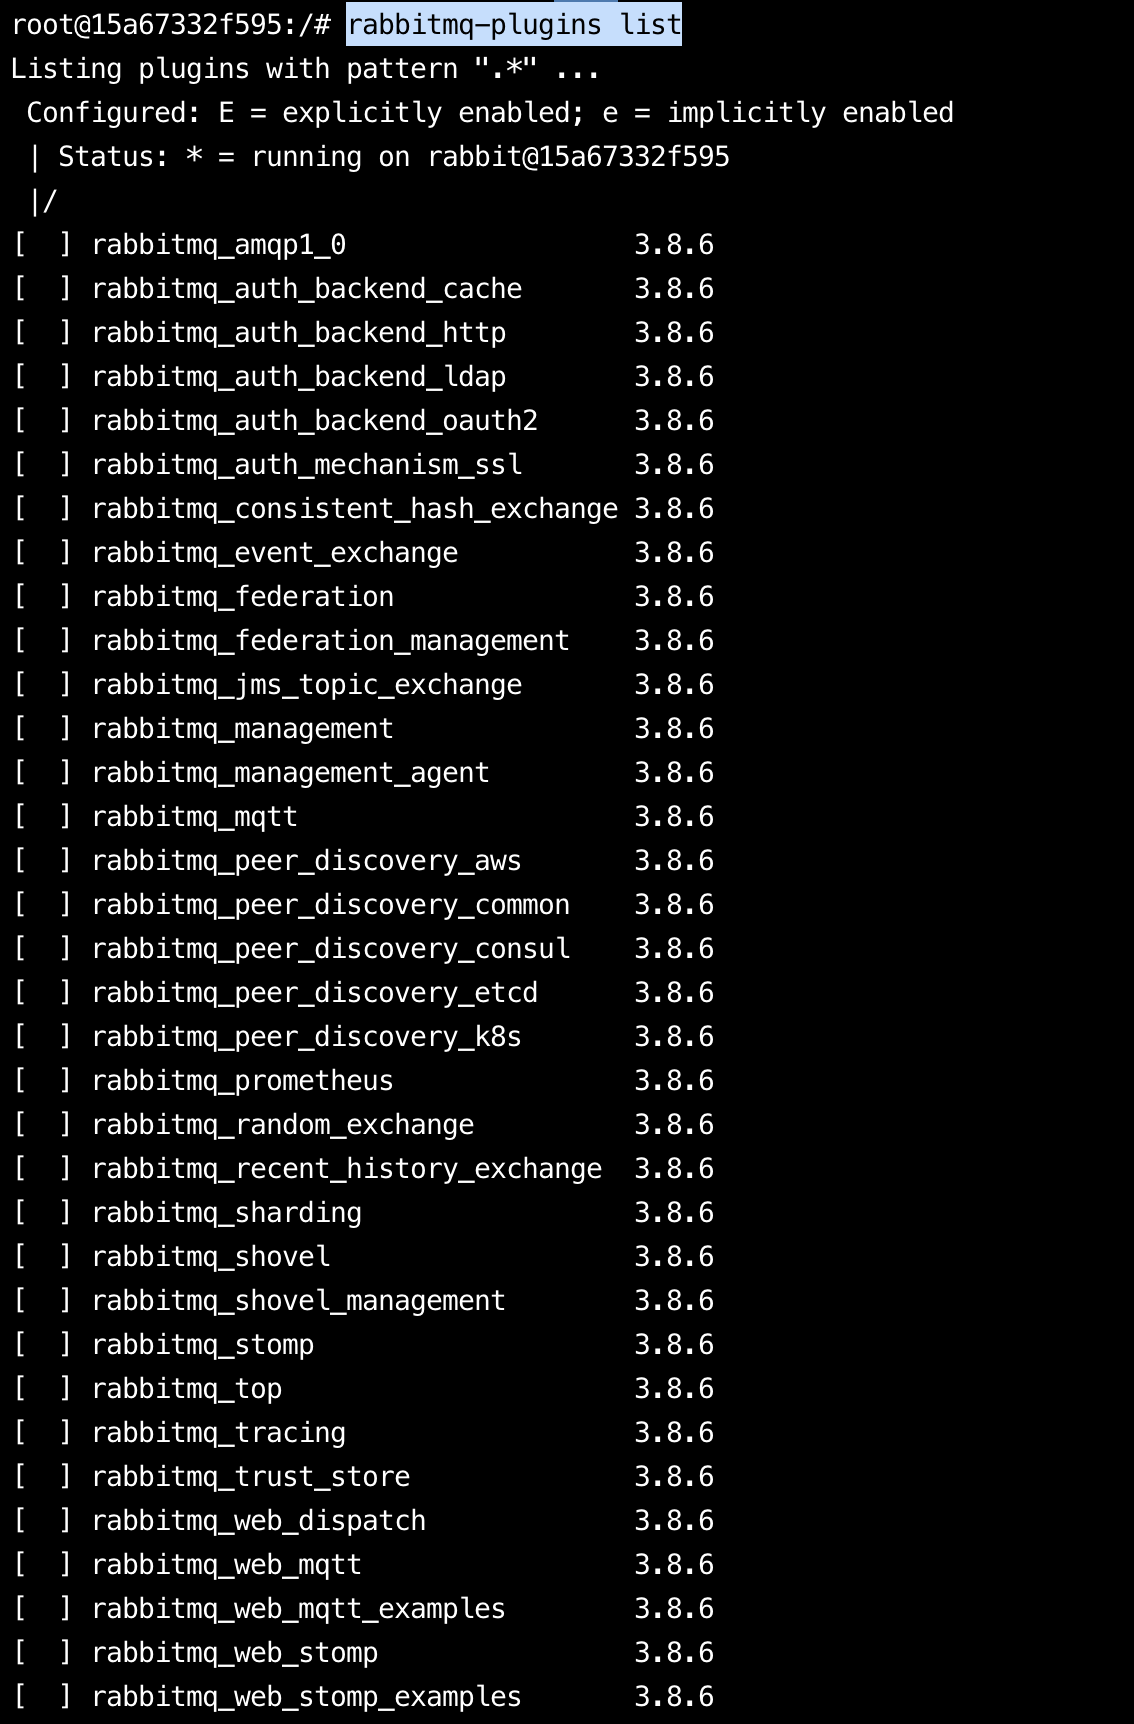 root@15a67332f595:/# rabbitmq-plugins list
Listing plugins with pattern ".*" ...
 Configured: E = explicitly enabled; e = implicitly enabled
 | Status: * = running on rabbit@15a67332f595
 |/
[  ] rabbitmq_amqp1_0                  3.8.6
[  ] rabbitmq_auth_backend_cache       3.8.6
[  ] rabbitmq_auth_backend_http        3.8.6
[  ] rabbitmq_auth_backend_ldap        3.8.6
[  ] rabbitmq_auth_backend_oauth2      3.8.6
[  ] rabbitmq_auth_mechanism_ssl       3.8.6
[  ] rabbitmq_consistent_hash_exchange 3.8.6
[  ] rabbitmq_event_exchange           3.8.6
[  ] rabbitmq_federation               3.8.6
[  ] rabbitmq_federation_management    3.8.6
[  ] rabbitmq_jms_topic_exchange       3.8.6
[  ] rabbitmq_management               3.8.6
[  ] rabbitmq_management_agent         3.8.6
[  ] rabbitmq_mqtt                     3.8.6
[  ] rabbitmq_peer_discovery_aws       3.8.6
[  ] rabbitmq_peer_discovery_common    3.8.6
[  ] rabbitmq_peer_discovery_consul    3.8.6
[  ] rabbitmq_peer_discovery_etcd      3.8.6
[  ] rabbitmq_peer_discovery_k8s       3.8.6
[  ] rabbitmq_prometheus               3.8.6
[  ] rabbitmq_random_exchange          3.8.6
[  ] rabbitmq_recent_history_exchange  3.8.6
[  ] rabbitmq_sharding                 3.8.6
[  ] rabbitmq_shovel                   3.8.6
[  ] rabbitmq_shovel_management        3.8.6
[  ] rabbitmq_stomp                    3.8.6
[  ] rabbitmq_top                      3.8.6
[  ] rabbitmq_tracing                  3.8.6
[  ] rabbitmq_trust_store              3.8.6
[  ] rabbitmq_web_dispatch             3.8.6
[  ] rabbitmq_web_mqtt                 3.8.6
[  ] rabbitmq_web_mqtt_examples        3.8.6
[  ] rabbitmq_web_stomp                3.8.6
[  ] rabbitmq_web_stomp_examples       3.8.6